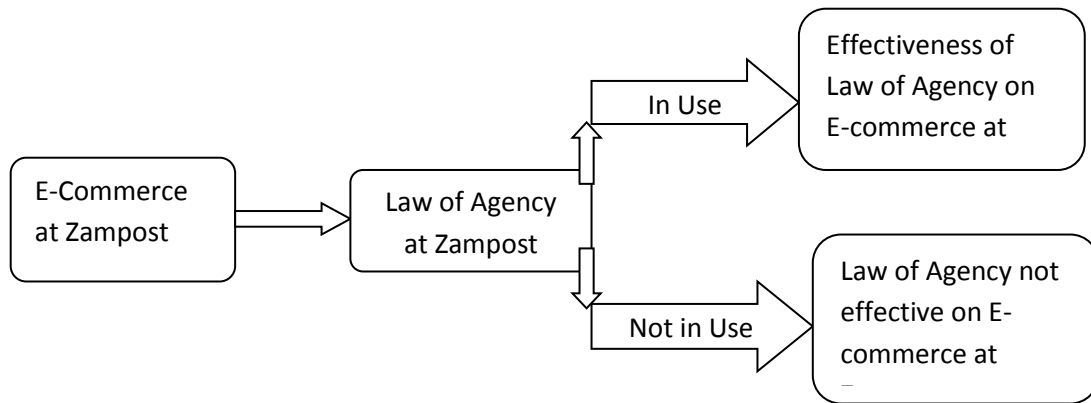 E-Commerce
at Zampost
Law of Agency
at Zampost
In Use
Effectiveness of
Law of Agency on
E-commerce at
Not in Use
Law of Agency not
effective on E-
commerce at